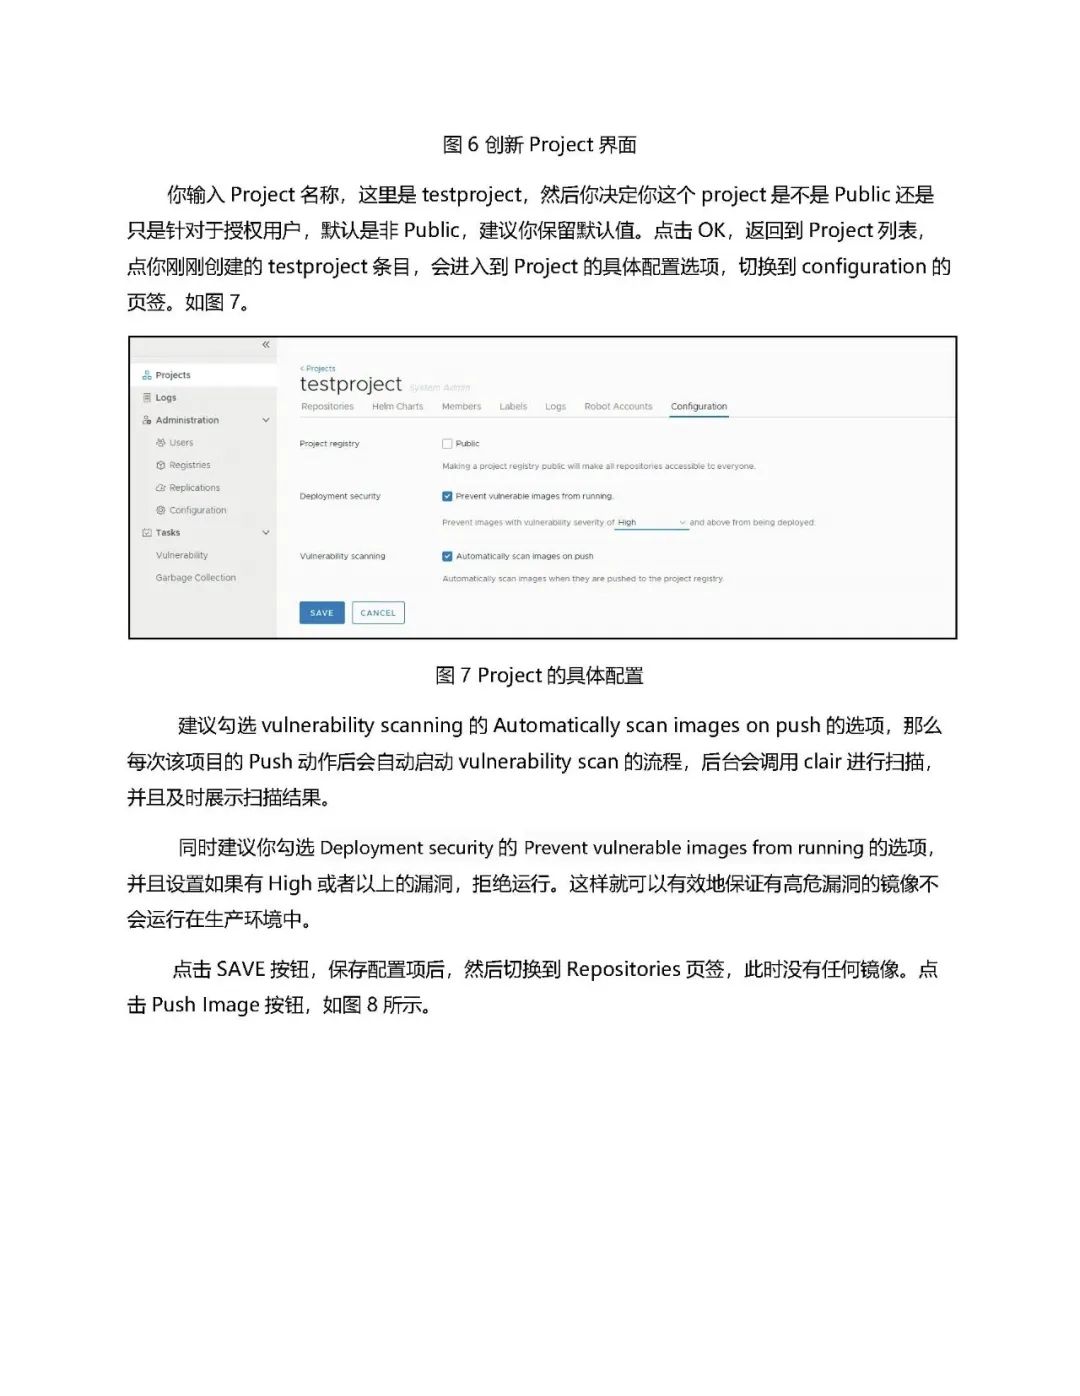 图 6 创新 Project 界面
你输入 Project 名称，这里是 testproject，然后你决定你这个 project 是不是 Public 还是
只是针对于授权用户，默认是非 Public，建议你保留默认值。点击 OK，返回到 Project 列表，
点你刚刚创建的 testproject 条目，会进入到 Project 的具体配置选项，切换到 configuration 的
页签。如图 7。
«
Projects
Logs
Administration
Users
Registries
Replications
Configuration
Tasks
Vulnerability
Garbage Collection
< Projects
testproject System Admin
Repositories Helm Charts Members Labels Logs Robot Accounts Configuration
Project registry Public
Making a project registry public will make all repositories accessible to everyone.
Deployment security Prevent vulnerable images from running.
Prevent images with vulnerability severity of High and above from being deployed.
Vulnerability scanning Automatically scan images on push
Automatically scan images when they are pushed to the project registry.
SAVE CANCEL
图 7 Project 的具体配置
建议勾选 vulnerability scanning 的 Automatically scan images on push 的选项，那么
每次该项目的 Push 动作后会自动启动 vulnerability scan 的流程，后台会调用 clair 进行扫描，
并且及时展示扫描结果。
同时建议你勾选 Deployment security 的 Prevent vulnerable images from running 的选项，
并且设置如果有 High 或者以上的漏洞，拒绝运行。这样就可以有效地保证有高危漏洞的镜像不
会运行在生产环境中。
点击 SAVE 按钮，保存配置项后，然后切换到 Repositories 页签，此时没有任何镜像。点
击 Push Image 按钮，如图 8 所示。